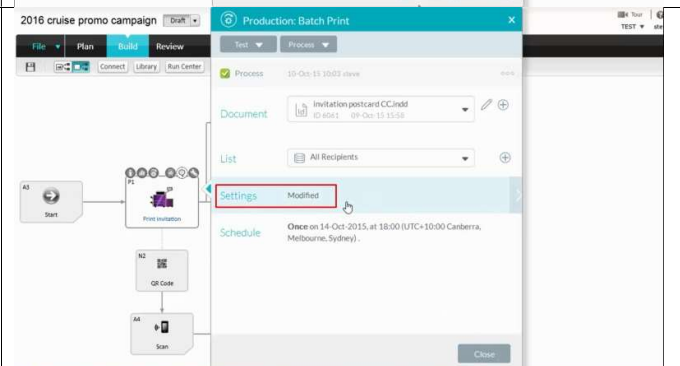 2016 cruise promo campaign Draft
Production: Batch Print ×
Tour
TEST
File Plan Build Review
Test Process
Connect Library Run Center
Process 10-Oct-15 10:03 steve
Document
invitation postcard CC.indd
ID 6061 09-Oct-15 15:53
List All Recipients
A3
P1
Start
Print invitation
Settings Modified
Schedule
Once on 14-Oct-2015, at 18:00 (UTC+10:00 Canberra,
Melbourne, Sydney) .
N2
QR Code
A4
Scan
Close